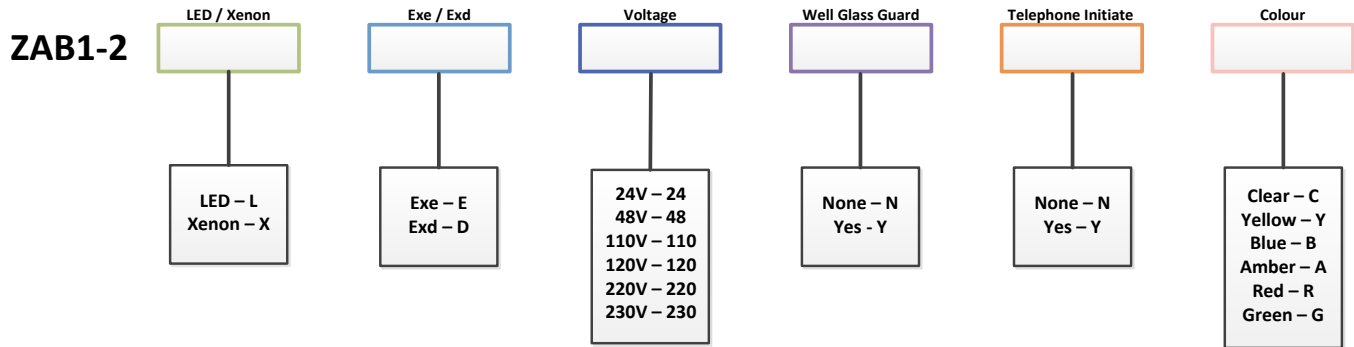 LED / Xenon
Exe / Exd
Voltage
Well Glass Guard
Telephone Initiate
Colour
ZAB1-2
LED – L
Xenon – X
Exe – E
Exd – D
24V – 24
48V – 48
110V – 110
120V – 120
220V – 220
230V – 230
None – N
Yes - Y
None – N
Yes – Y
Clear – C
Yellow – Y
Blue – B
Amber – A
Red – R
Green – G